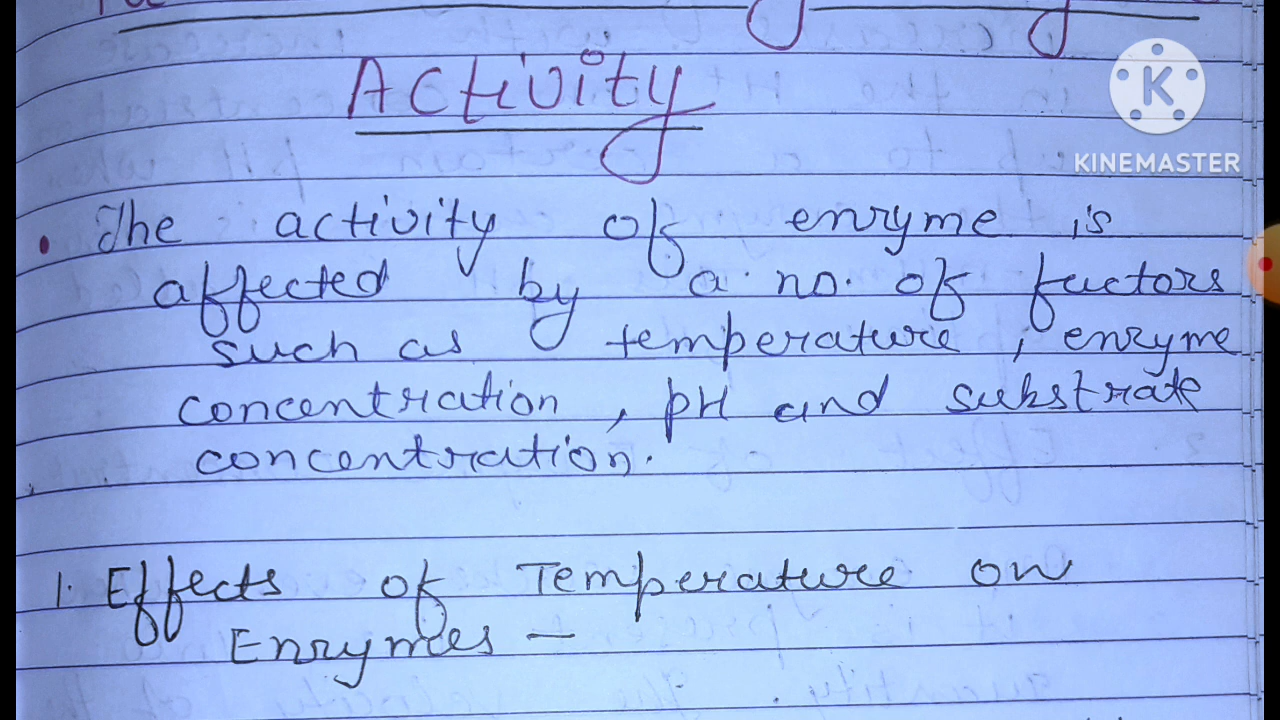 Activity
K
KINEMASTER
• The activity of enzyme is
affected by a no. of factors
such as temperature, enzyme
concentration, pH and substrate
concentration.
1. Effects of Temperature on
Enzymes —